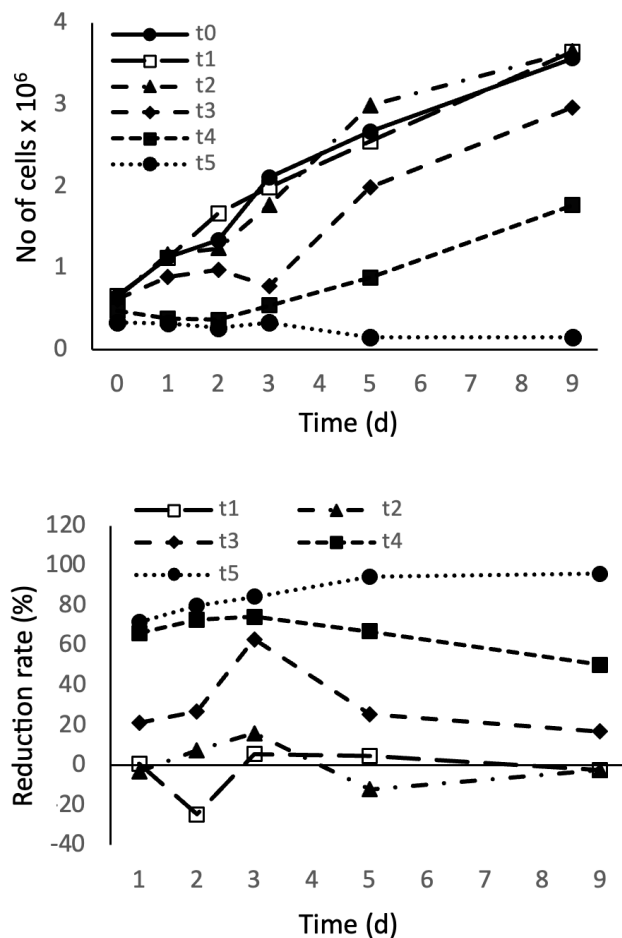 4
3
2
1
0
No of cells x 10⁶
t0
t1
t2
t3
t4
t5
0 1 2 3 4 5 6 7 8 9
Time (d)
t1 t2
t3 t4
t5
120
100
80
60
40
20
0
-20
-40
Reduction rate (%)
1 2 3 4 5 6 7 8 9
Time (d)